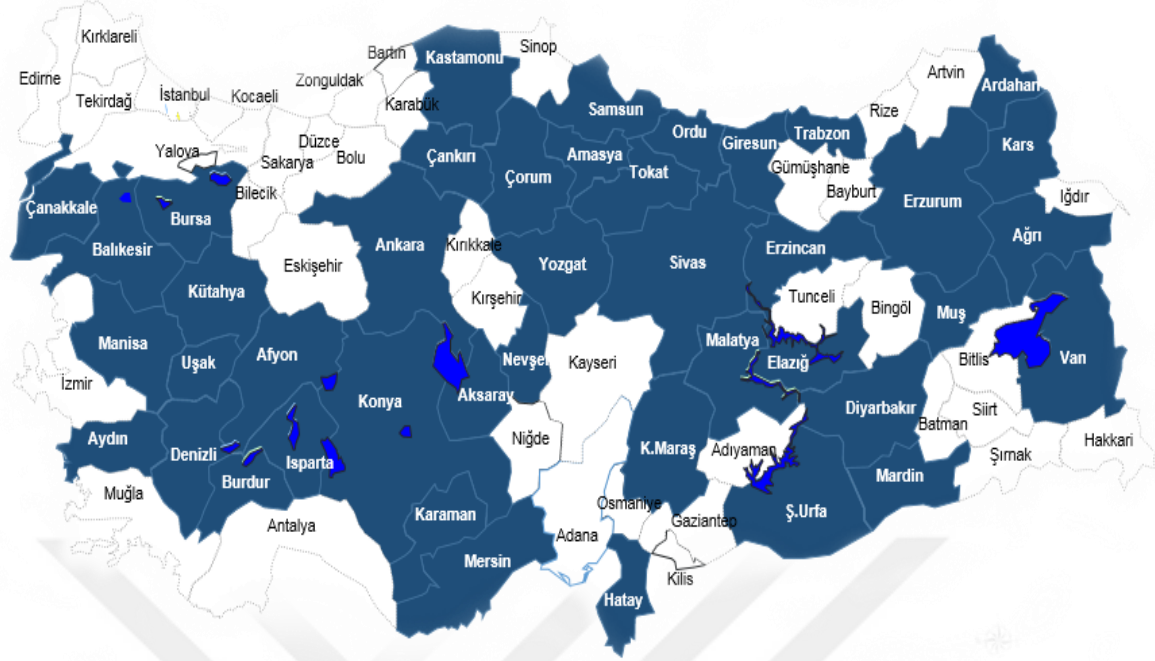 Kırklareli
Edirne
Tekirdağ
İstanbul
Kocaeli
Zonguldak
Bartın
Kastamonu
Sinop
Karabük
Samsun
Artvin
Ardahan
Rize
Yalova
Sakarya
Düzce
Bolu
Çankırı
Çorum
Amasya
Tokat
Ordu
Giresun
Trabzon
Gümüşhane
Bayburt
Kars
Iğdır
Bilecik
Çanakkale
Bursa
Balıkesir
Eskişehir
Ankara
Kırıkkale
Yozgat
Sivas
Erzincan
Erzurum
Ağrı
Kütahya
Kırşehir
Tunceli
Bingöl
Muş
Manisa
Uşak
Afyon
Nevşel
Kayseri
Malatya
Elazığ
Bitlis
Van
İzmir
Konya
Aksaray
Diyarbakır
Batman
Siirt
Aydın
Denizli
Isparta
Burdur
Niğde
K.Maraş
Adıyaman
Mardin
Şırnak
Hakkari
Muğla
Antalya
Karaman
Mersin
Adana
Osmaniye
Gaziantep
Ş.Urfa
Kilis
Hatay